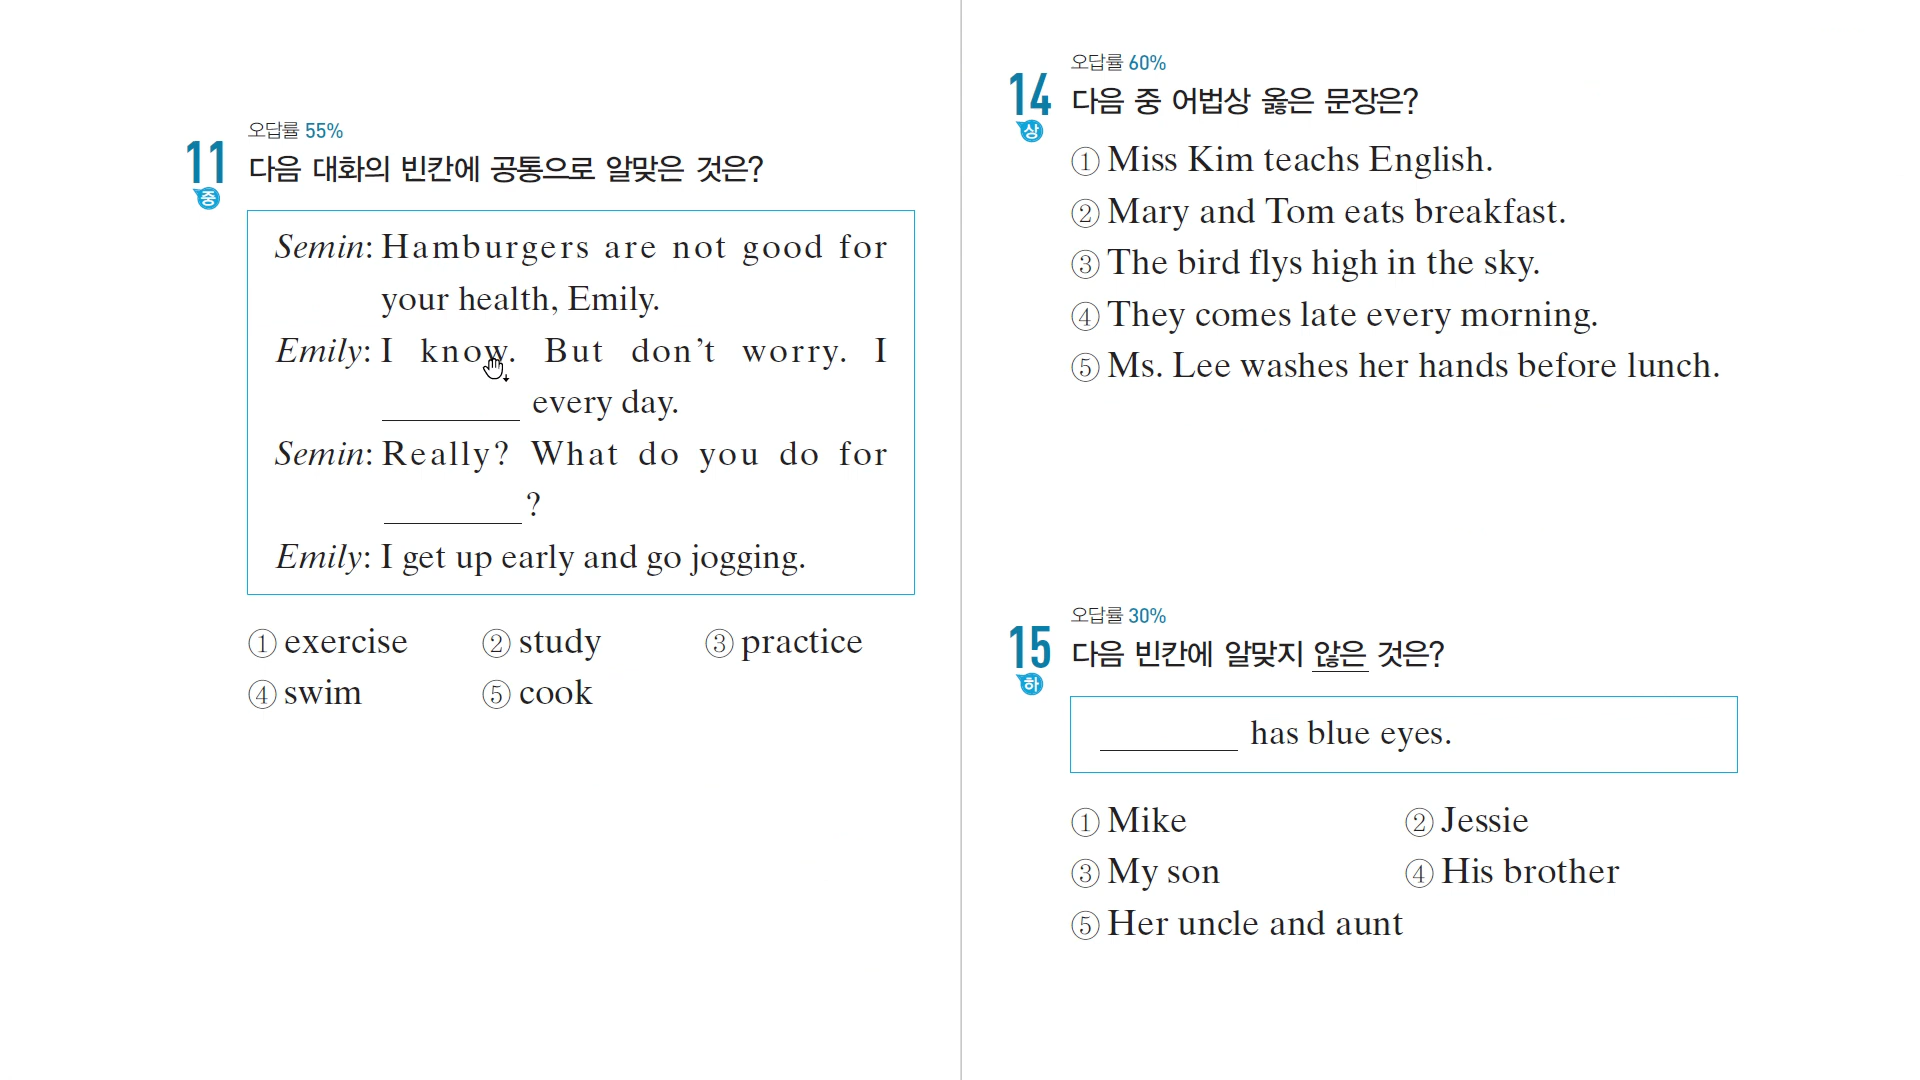 오답률 55%
11 다음 대화의 빈칸에 공통으로 알맞은 것은?
중
Semin: Hamburgers are not good for
your health, Emily.
Emily: I know. But don't worry. I
__________ every day.
Semin: Really? What do you do for
__________?
Emily: I get up early and go jogging.
① exercise ② study ③ practice
④ swim ⑤ cook
오답률 60%
14 다음 중 어법상 옳은 문장은?
상
① Miss Kim teachs English.
② Mary and Tom eats breakfast.
③ The bird flys high in the sky.
④ They comes late every morning.
⑤ Ms. Lee washes her hands before lunch.
오답률 30%
15 다음 빈칸에 알맞지 않은 것은?
하
__________ has blue eyes.
① Mike ② Jessie
③ My son ④ His brother
⑤ Her uncle and aunt